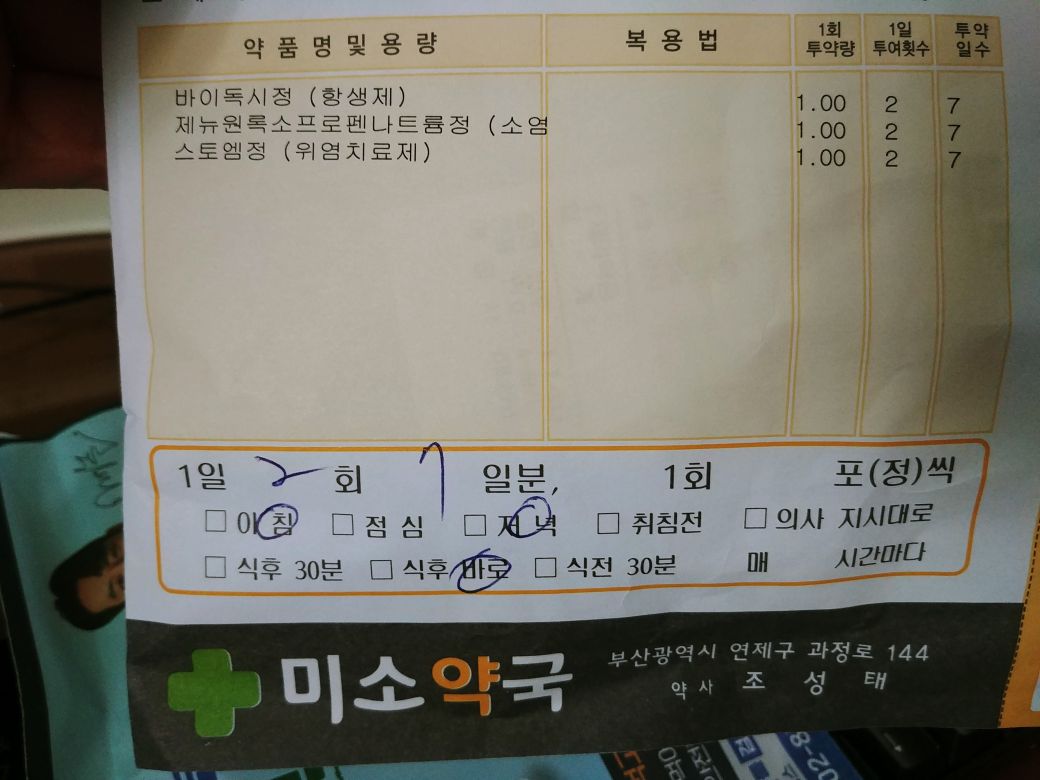 약 품 명 및 용 량 복 용 법 1회 투약량 1일 투여횟수 투약 일수
바이독시정 (항생제) 1.00 2 7
제뉴원록소프로펜나트륨정 (소염 1.00 2 7
스토엠정 (위염치료제) 1.00 2 7
1일 2 회 7 일분, 1회 포(정)씩
□ 아침 □ 점 심 □ 저녁 □ 취침전 □ 의사 지시대로
□ 식후 30분 □ 식후 바로 □ 식전 30분 매 시간마다
미소약국
부산광역시 연제구 과정로 144
약 사 조 성 태
02-8